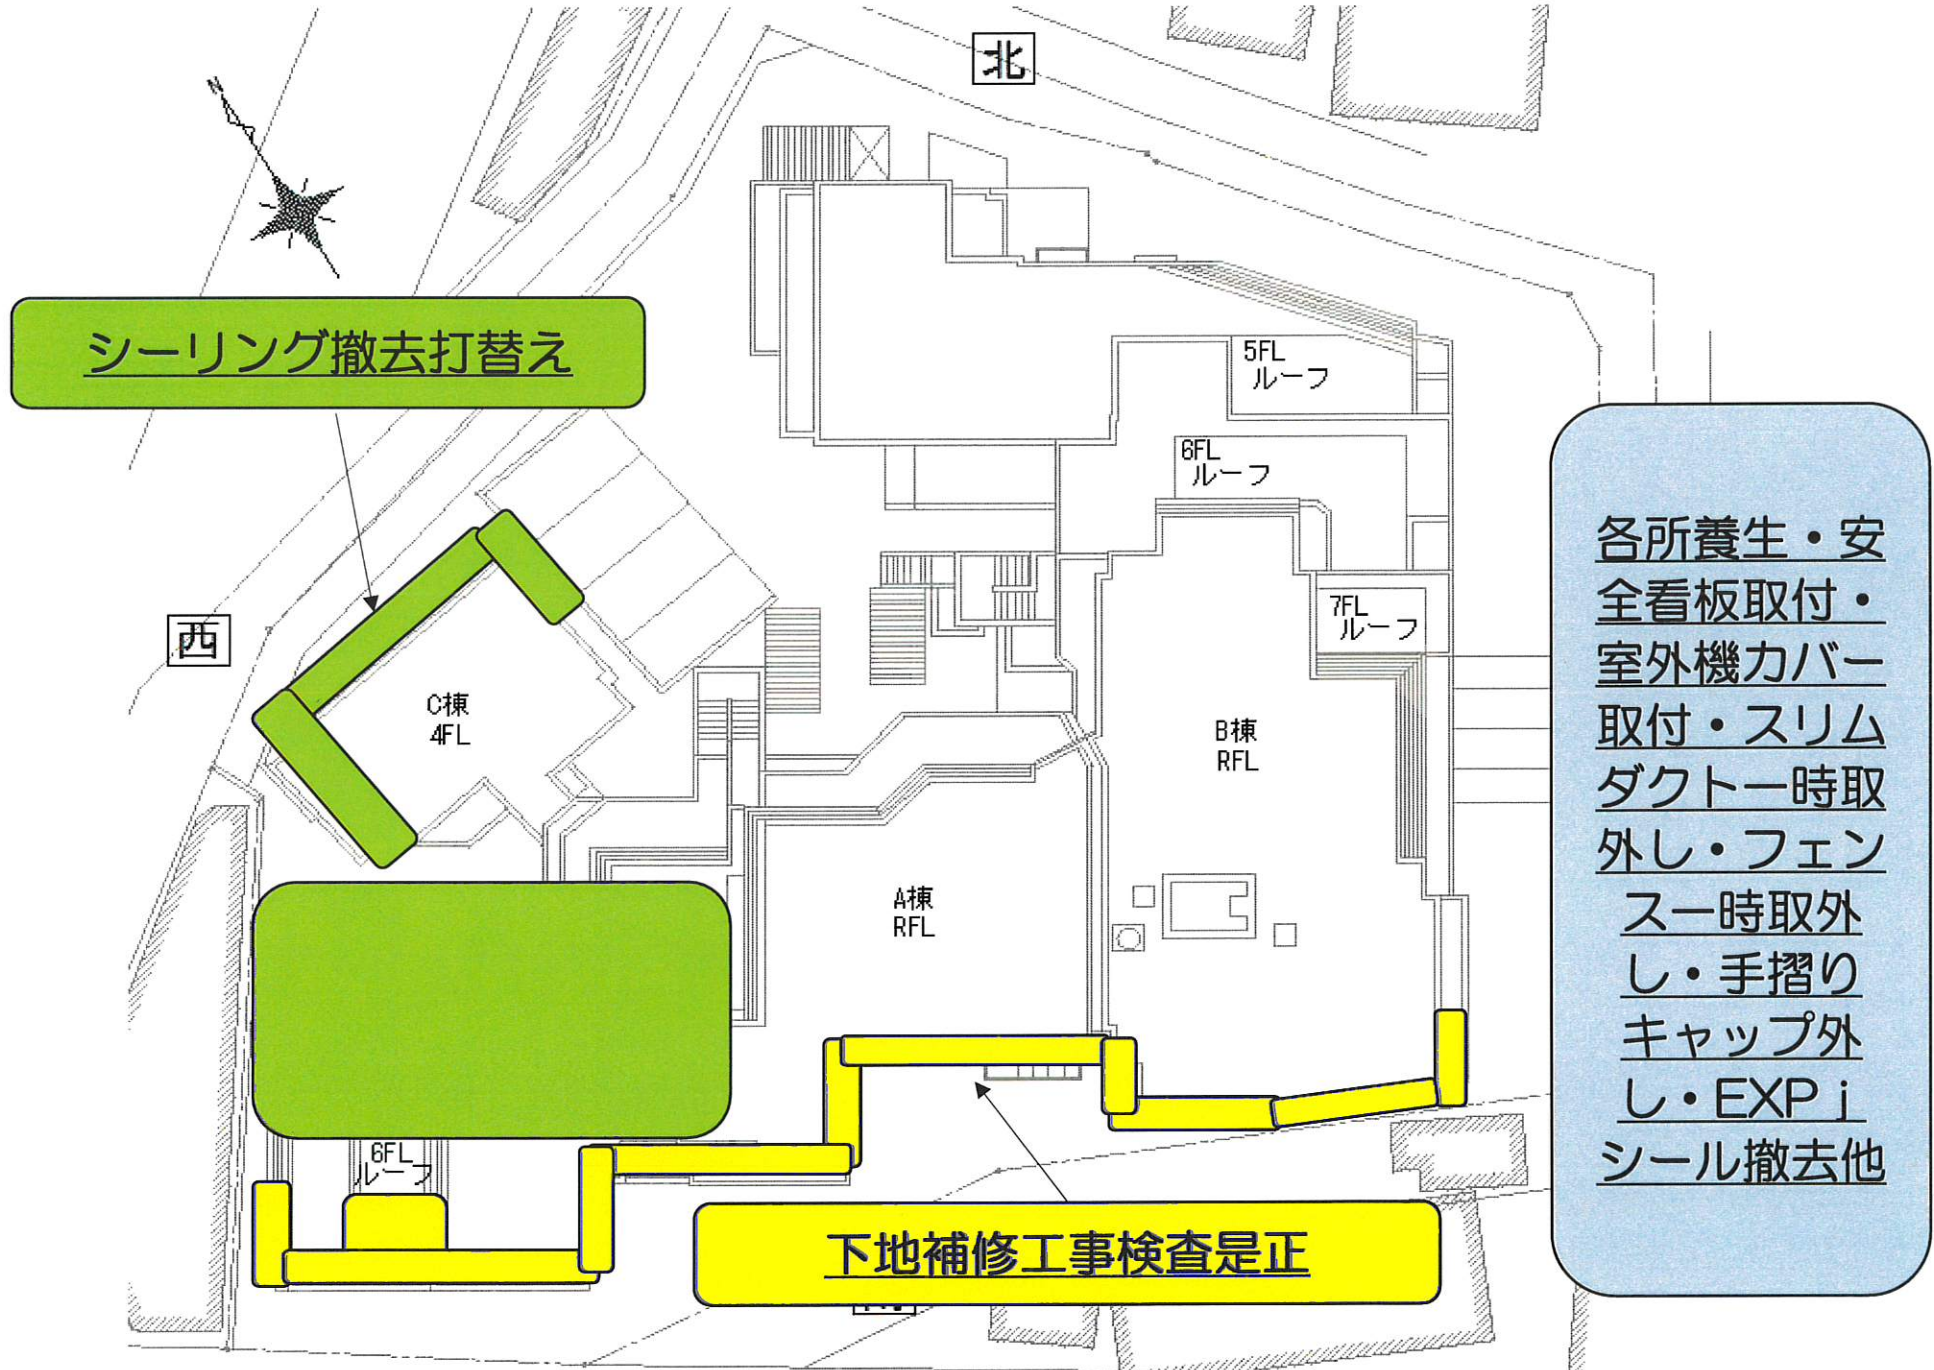 北
N
シーリング撤去打替え
5FL
ルーフ
6FL
ルーフ
7FL
ルーフ
西
C棟
4FL
B棟
RFL
A棟
RFL
6FL
ルーフ
下地補修工事検査是正
各所養生・安
全看板取付・
室外機カバー
取付・スリム
ダクト一時取
外し・フェン
ス一時取外
し・手摺り
キャップ外
し・EXPｊ
シール撤去他